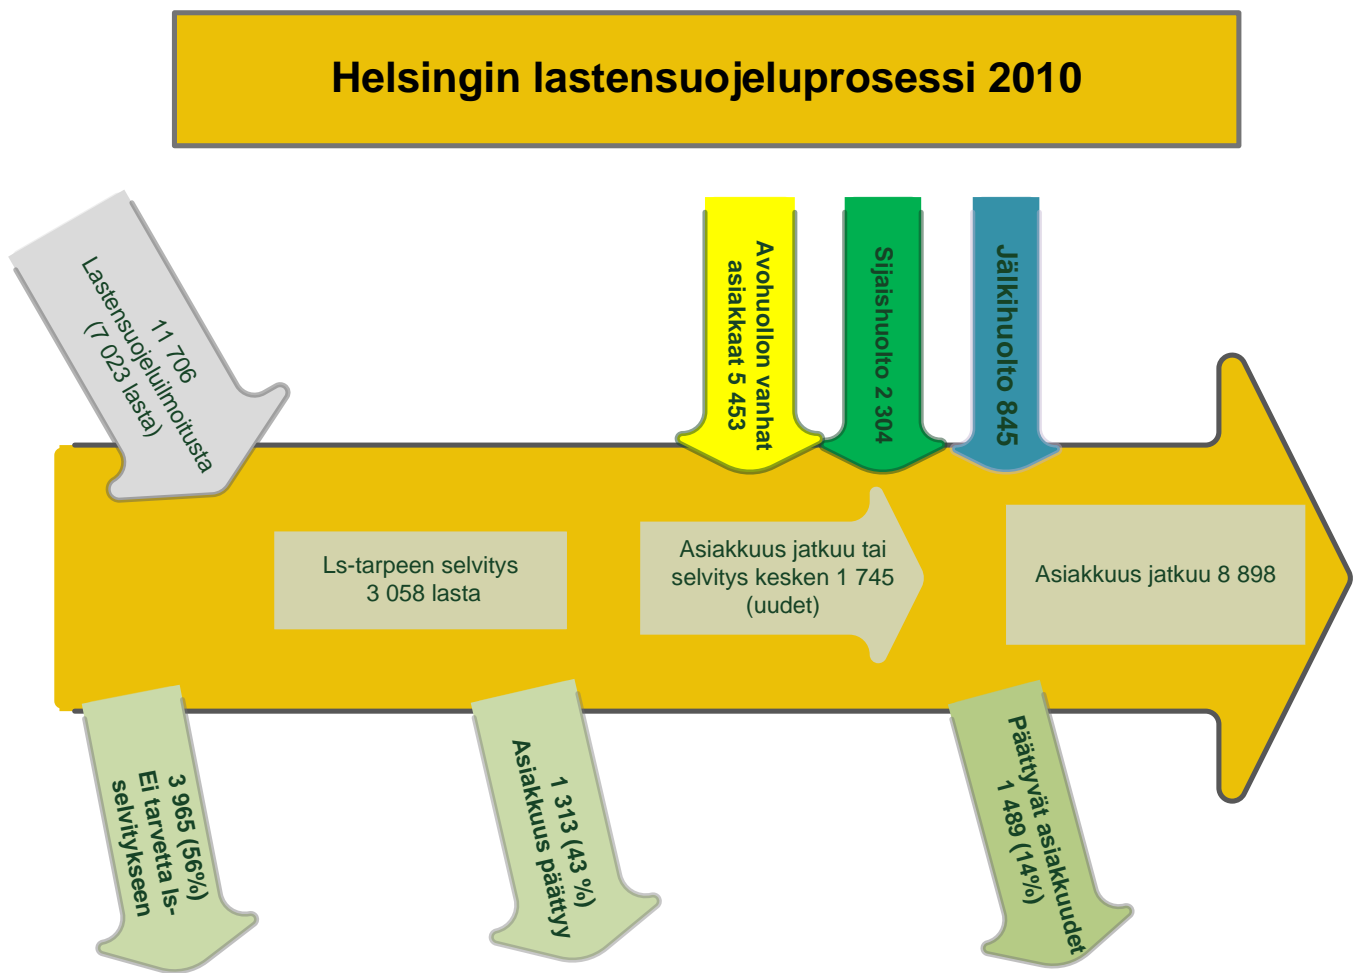 Helsingin lastensuojeluprosessi 2010
11 706
Lastensuojeluilmoitusta
(7 023 lasta)
Avohuollon vanhat
asiakkaat 5 453
Sijaishuolto 2 304
Jälkihuolto 845
Ls-tarpeen selvitys
3 058 lasta
Asiakkuus jatkuu tai
selvitys kesken 1 745
(uudet)
Asiakkuus jatkuu 8 898
3 965 (56%)
Ei tarvetta ls-
selvitykseen
1 313 (43 %)
Asiakkuus päättyy
Päättyvät asiakkuudet
1 489 (14%)